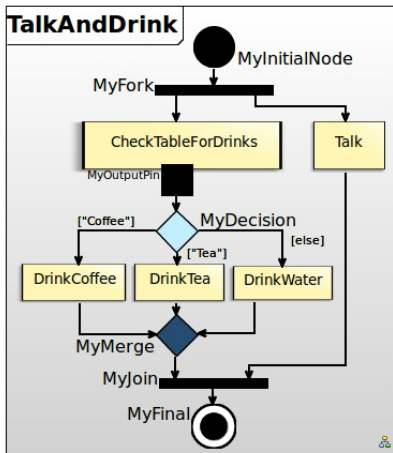 TalkAndDrink
MyInitialNode
MyFork
CheckTableForDrinks
Talk
MyOutputPin
MyDecision
["Coffee"]
["Tea"]
[else]
DrinkCoffee
DrinkTea
DrinkWater
MyMerge
MyJoin
MyFinal